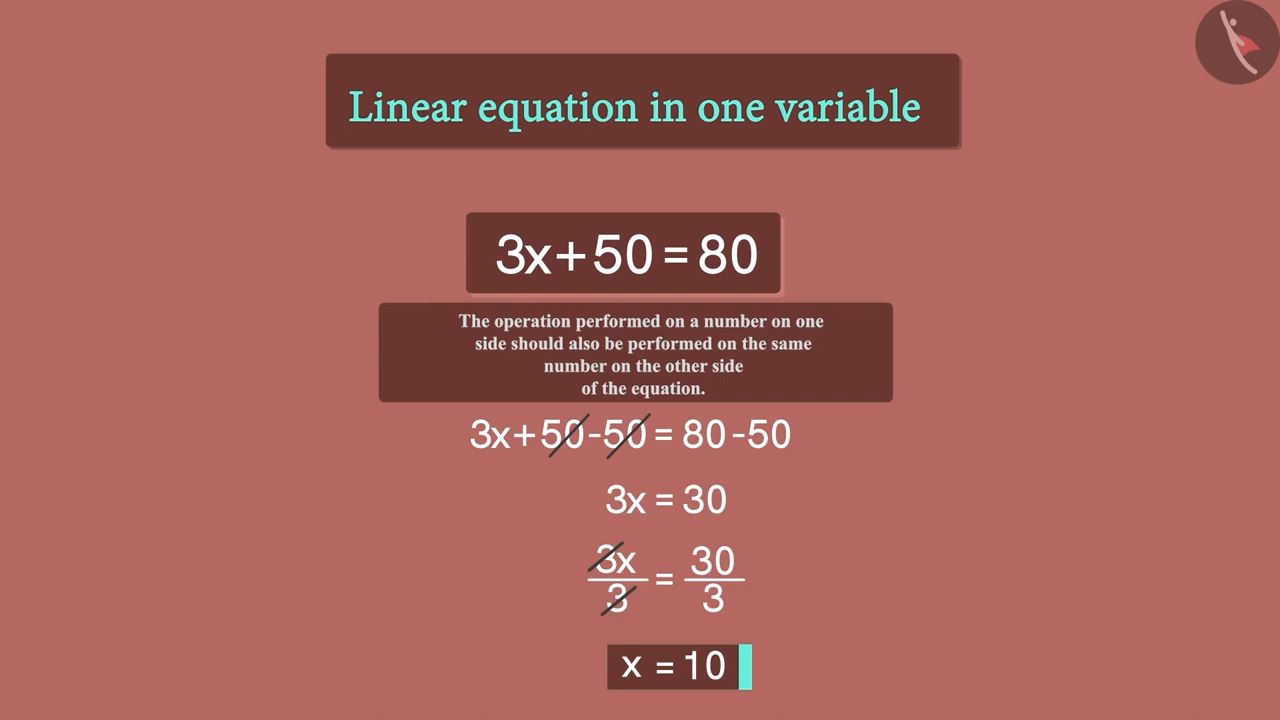 Linear equation in one variable
3x+50=80
The operation performed on a number on one
side should also be performed on the same
number on the other side
of the equation.
3x+50-50=80-50
3x=30
3x/3=30/3
x=10